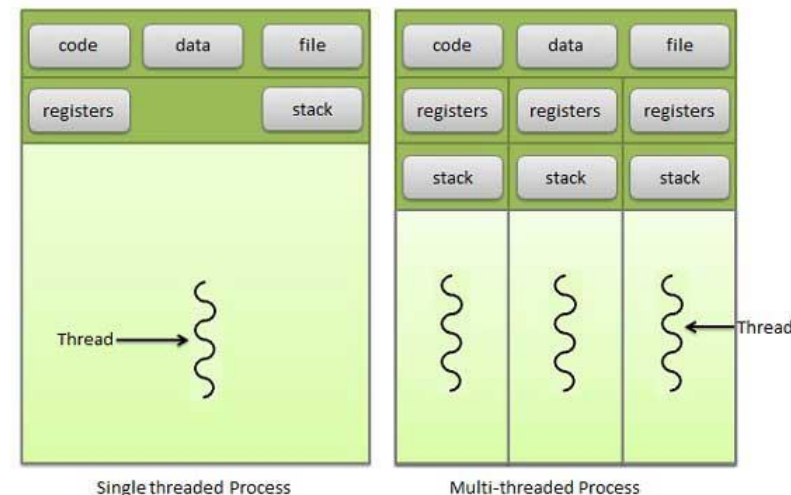 code data file
registers stack
Thread
Single threaded Process
code data file
registers registers registers
stack stack stack
Thread
Multi-threaded Process